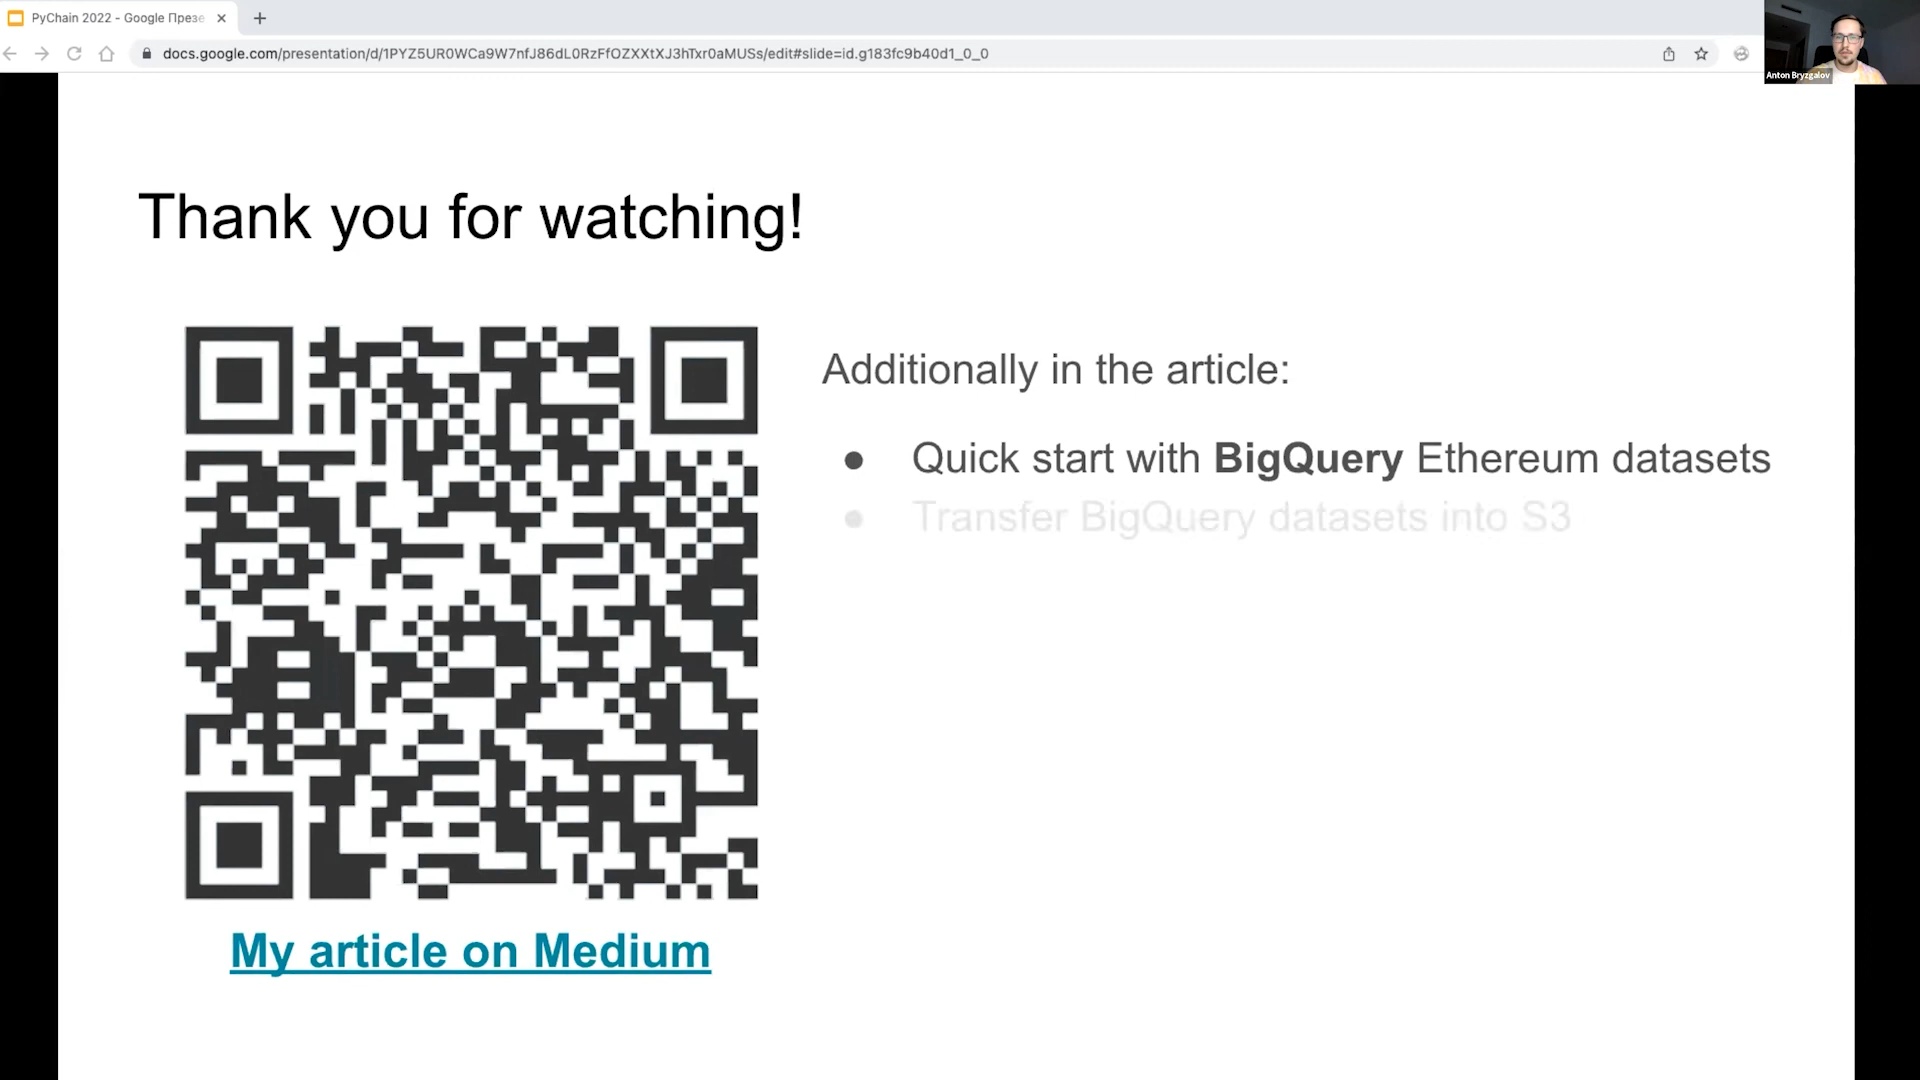 PyChain 2022 - Google Презе
docs.google.com/presentation/d/1PYZ5UR0WCa9W7nfJ86dL0RzFfOZXXtXJ3hTxr0aMUSs/edit#slide=id.g183fc9b40d1_0_0
Anton Bryzgalov
Thank you for watching!
Additionally in the article:
● Quick start with BigQuery Ethereum datasets
● Transfer BigQuery datasets into S3
My article on Medium